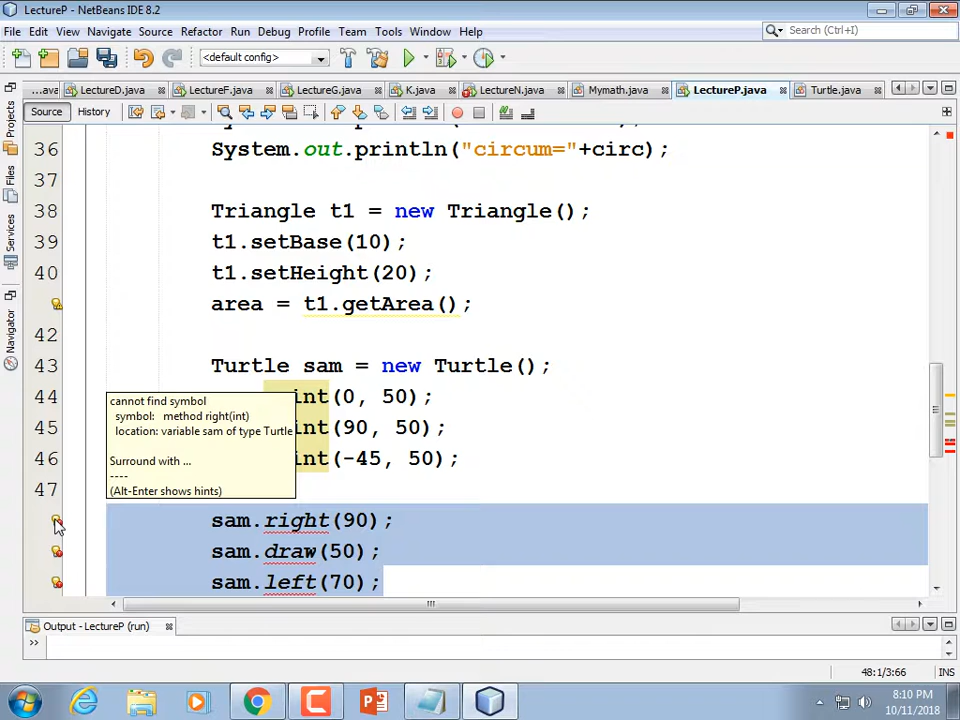 LectureP - NetBeans IDE 8.2
File Edit View Navigate Source Refactor Run Debug Profile Team Tools Window Help
Search (Ctrl+I)
<default config>
...ava LectureD.java LectureF.java LectureG.java K.java LectureN.java Mymath.java LectureP.java Turtle.java
Source History
Projects
Files
Services
Navigator
36 System.out.println("circum="+circ);
37
38 Triangle t1 = new Triangle();
39 t1.setBase(10);
40 t1.setHeight(20);
area = t1.getArea();
42
43 Turtle sam = new Turtle();
44 int(0, 50);
45 int(90, 50);
46 int(-45, 50);
47
cannot find symbol
symbol: method right(int)
location: variable sam of type Turtle
Surround with ...
----
(Alt-Enter shows hints)
sam.right(90);
sam.draw(50);
sam.left(70);
Output - LectureP (run)
>>
48:1/3:66 INS
8:10 PM
10/11/2018